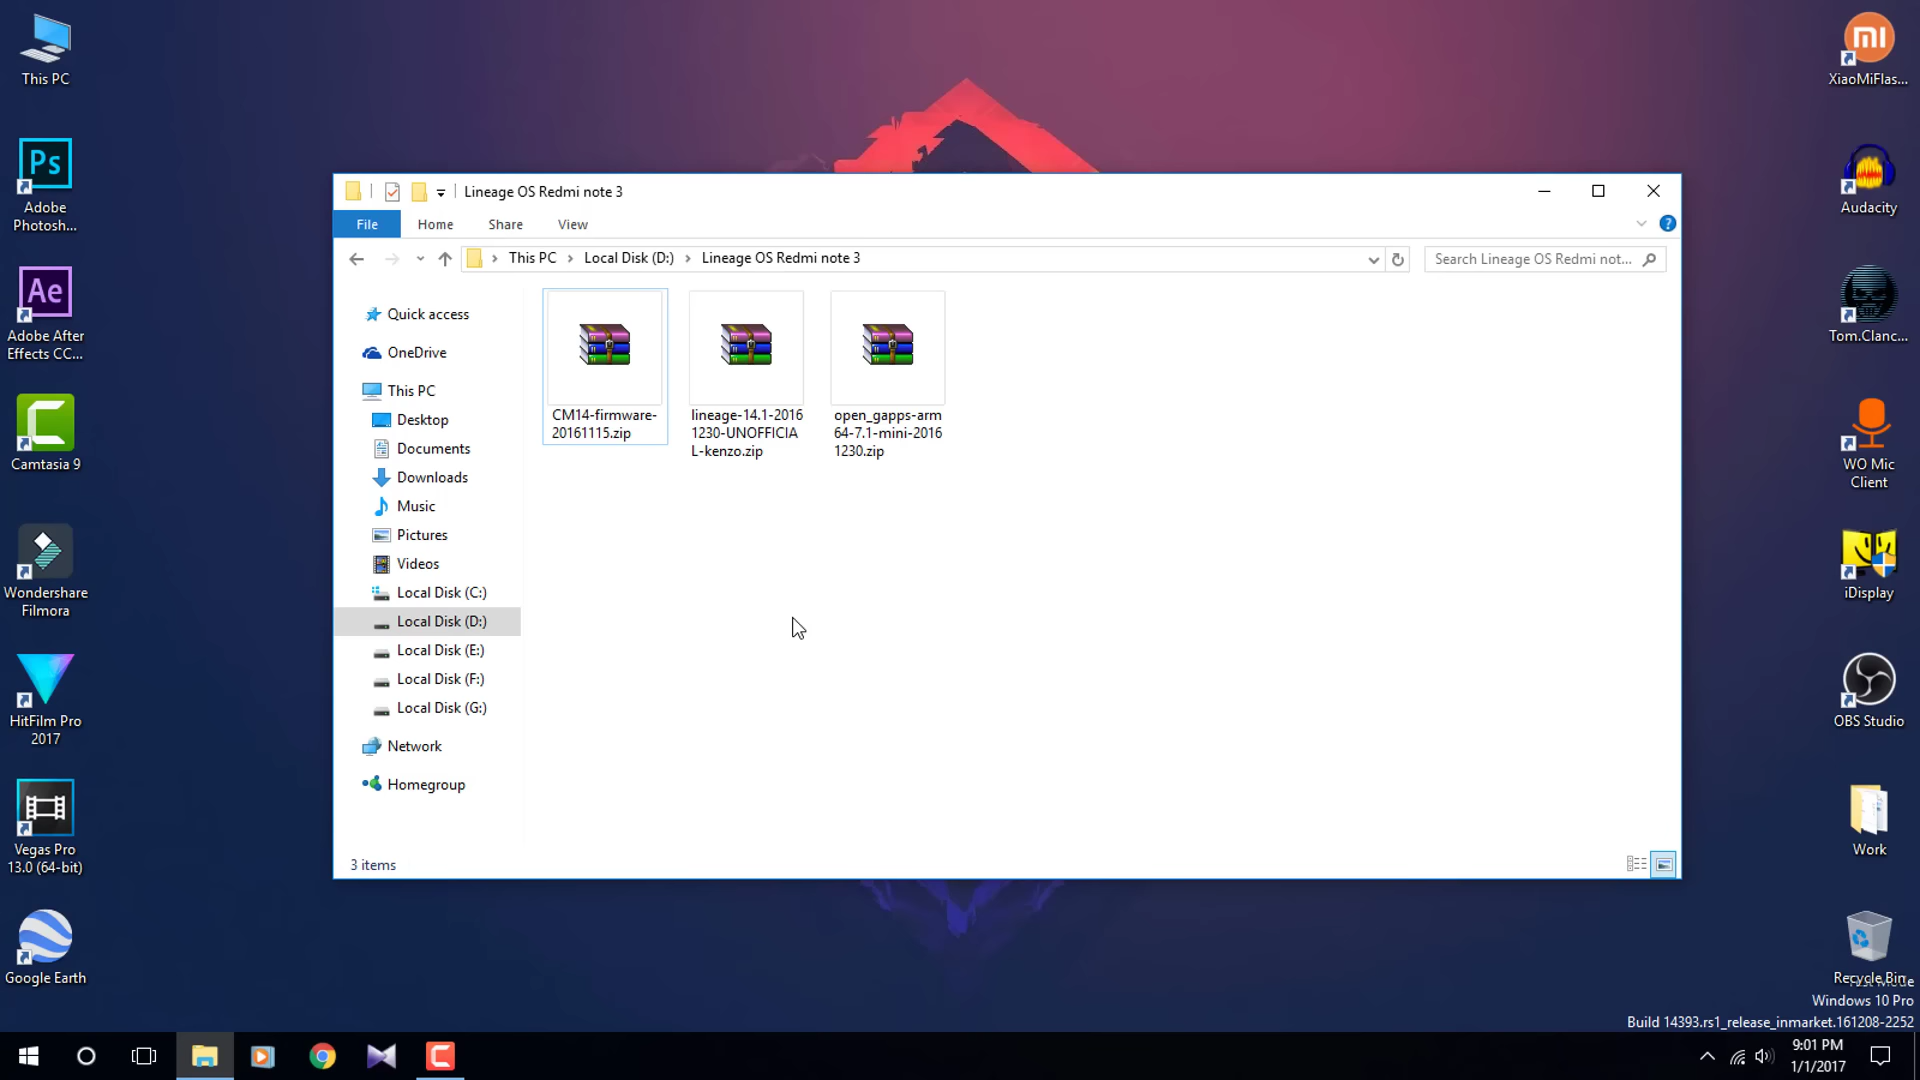 This PC
Ps
Adobe
Photosh...
Ae
Adobe After
Effects CC...
Camtasia 9
Wondershare
Filmora
HitFilm Pro
2017
Vegas Pro
13.0 (64-bit)
Google Earth
Lineage OS Redmi note 3
File
Home
Share
View
This PC
Local Disk (D:)
Lineage OS Redmi note 3
Search Lineage OS Redmi not...
Quick access
OneDrive
This PC
Desktop
Documents
Downloads
Music
Pictures
Videos
Local Disk (C:)
Local Disk (D:)
Local Disk (E:)
Local Disk (F:)
Local Disk (G:)
Network
Homegroup
CM14-firmware-
20161115.zip
lineage-14.1-2016
1230-UNOFFICIA
L-kenzo.zip
open_gapps-arm
64-7.1-mini-2016
1230.zip
3 items
XiaoMiFlas...
Audacity
Tom.Clanc...
WO Mic
Client
iDisplay
OBS Studio
Work
Recycle Bin
Windows 10 Pro
Build 14393.rs1_release_inmarket.161208-2252
9:01 PM
1/1/2017